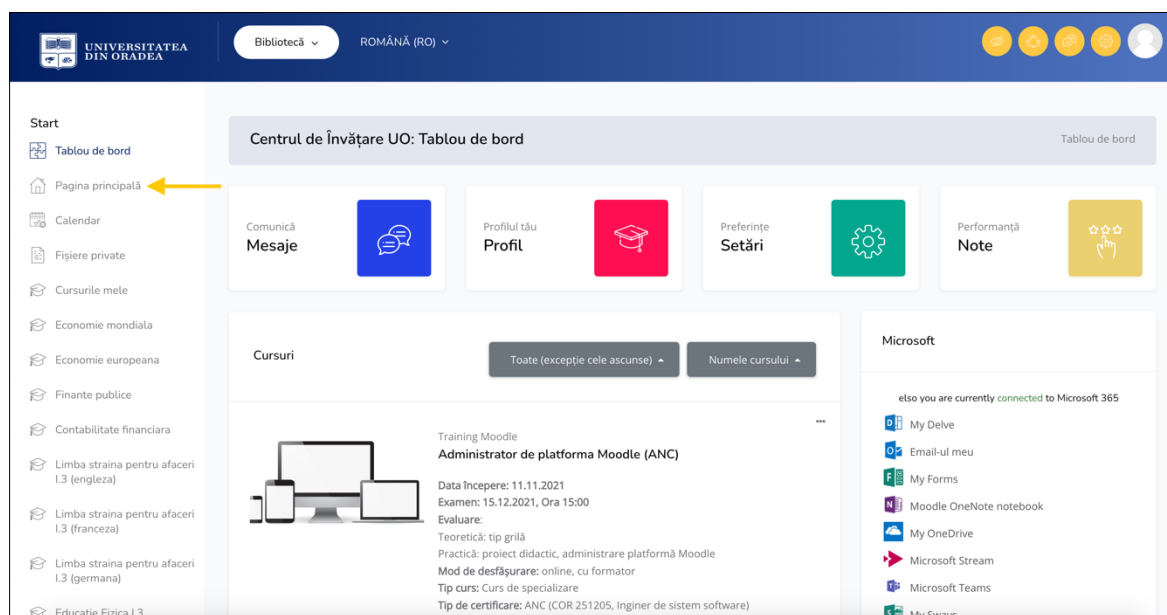 UNIVERSITATEA
DIN ORADEA
Bibliotecă
ROMÂNĂ (RO)
Start
Tablou de bord
Pagina principală
Calendar
Fișiere private
Cursurile mele
Economie mondiala
Economie europeana
Finante publice
Contabilitate financiara
Limba straina pentru afaceri
I.3 (engleza)
Limba straina pentru afaceri
I.3 (franceza)
Limba straina pentru afaceri
I.3 (germana)
Educatie Fizica I.3
Centrul de Învățare UO: Tablou de bord
Tablou de bord
Comunică
Mesaje
Profilul tău
Profil
Preferințe
Setări
Performanță
Note
Cursuri
Toate (excepție cele ascunse)
Numele cursului
Training Moodle
Administrator de platforma Moodle (ANC)
Data începere: 11.11.2021
Examen: 15.12.2021, Ora 15:00
Evaluare:
Teoretică: tip grilă
Practică: proiect didactic, administrare platformă Moodle
Mod de desfășurare: online, cu formator
Tip curs: Curs de specializare
Tip de certificare: ANC (COR 251205, Inginer de sistem software)
Microsoft
elso you are currently connected to Microsoft 365
My Delve
Email-ul meu
My Forms
Moodle OneNote notebook
My OneDrive
Microsoft Stream
Microsoft Teams
My Sways